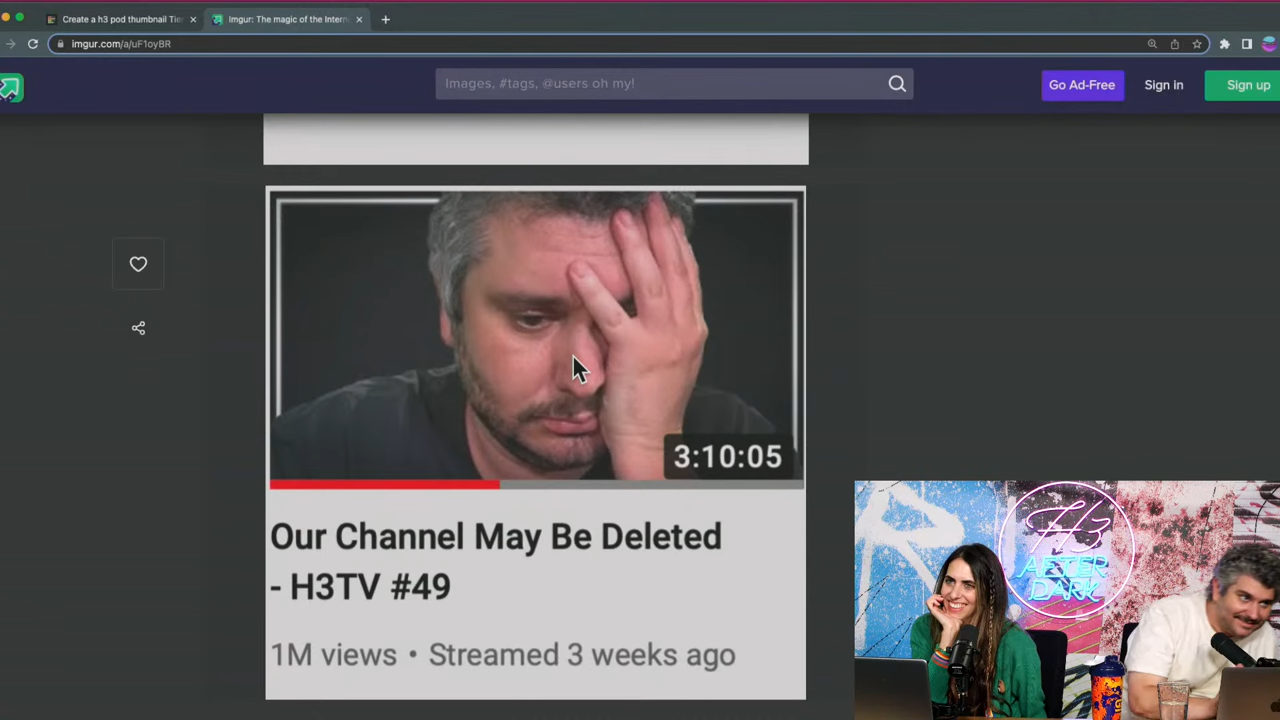 Create a h3 pod thumbnail Tier
Imgur: The magic of the Intern
imgur.com/a/uF1oyBR
Images, #tags, @users oh my!
Go Ad-Free
Sign in
Sign up
3:10:05
Our Channel May Be Deleted
- H3TV #49
1M views • Streamed 3 weeks ago
H3
AFTER
DARK